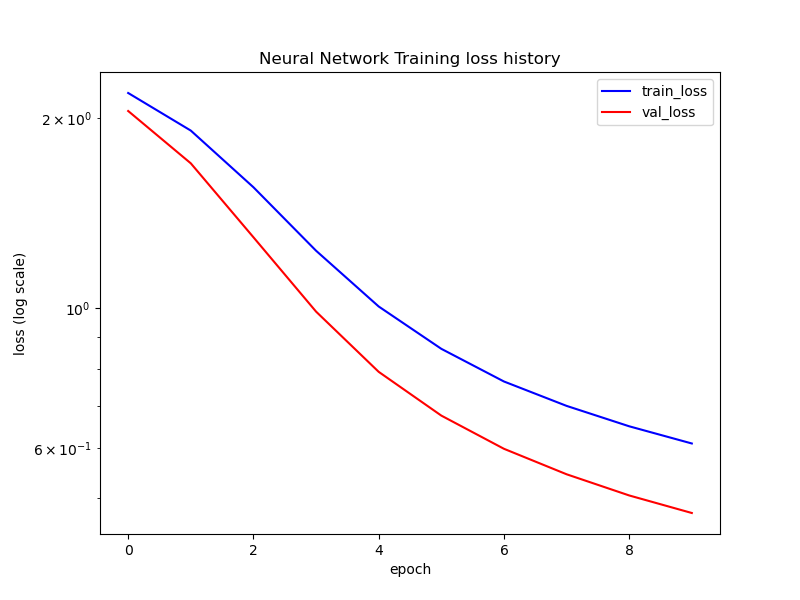 Neural Network Training loss history
train_loss
val_loss
2 × 10⁰
10⁰
6 × 10⁻¹
loss (log scale)
0 2 4 6 8
epoch